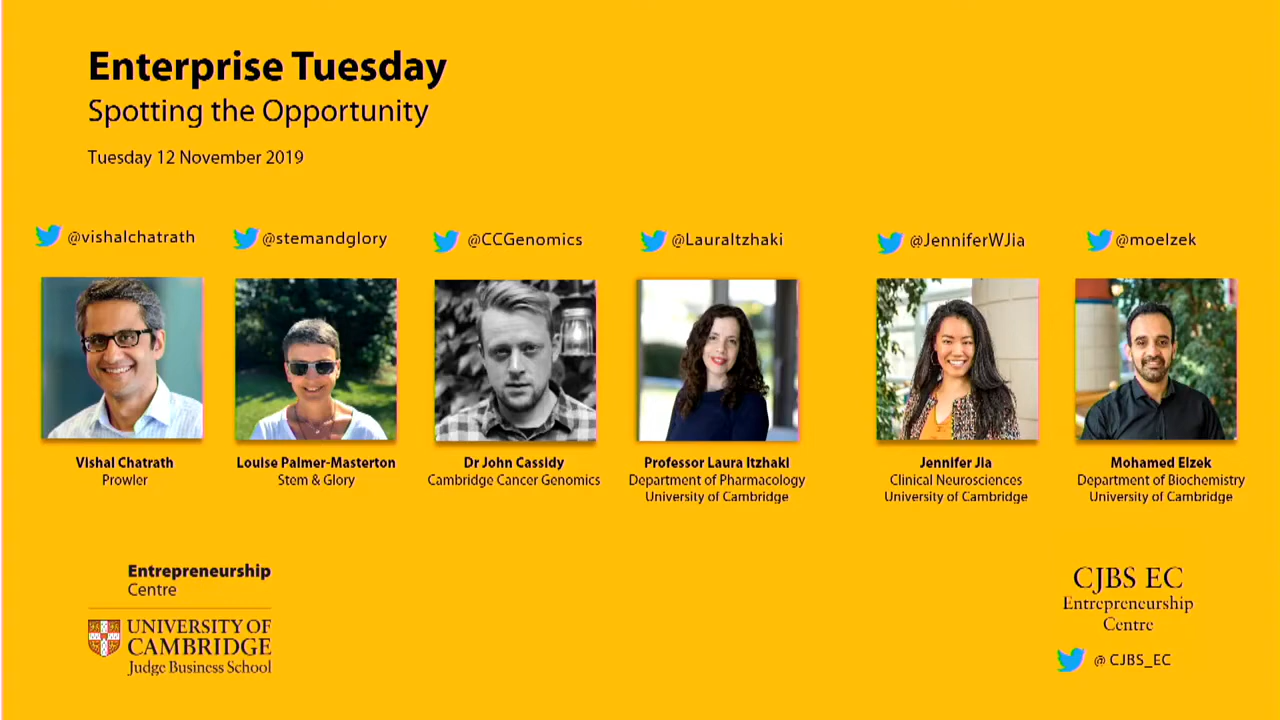 Enterprise Tuesday
Spotting the Opportunity
Tuesday 12 November 2019
@vishalchatrath
@stemandglory
@CCGenomics
@LauraItzhaki
@JenniferWJia
@moelzek
Vishal Chatrath
Prowler
Louise Palmer-Masterton
Stem & Glory
Dr John Cassidy
Cambridge Cancer Genomics
Professor Laura Itzhaki
Department of Pharmacology
University of Cambridge
Jennifer Jia
Clinical Neurosciences
University of Cambridge
Mohamed Elzek
Department of Biochemistry
University of Cambridge
Entrepreneurship
Centre
UNIVERSITY OF
CAMBRIDGE
Judge Business School
CJBS EC
Entrepreneurship
Centre
@ CJBS_EC